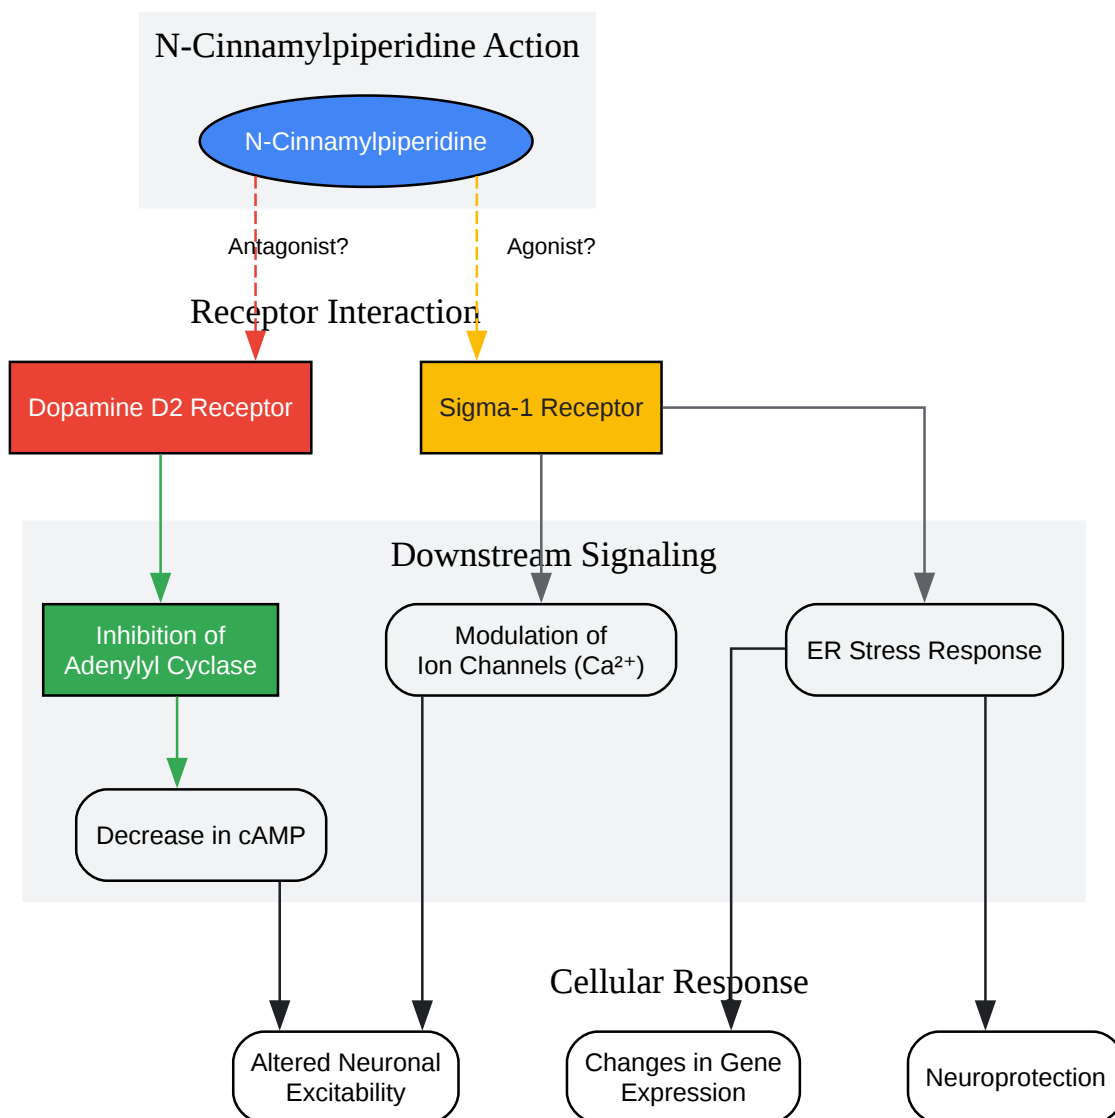 N-Cinnamylpiperidine Action
N-Cinnamylpiperidine
Antagonist?
Agonist?
Receptor Interaction
Dopamine D2 Receptor
Sigma-1 Receptor
Downstream Signaling
Inhibition of
Adenylyl Cyclase
Modulation of
Ion Channels (Ca²⁺)
ER Stress Response
Decrease in cAMP
Cellular Response
Altered Neuronal
Excitability
Changes in Gene
Expression
Neuroprotection